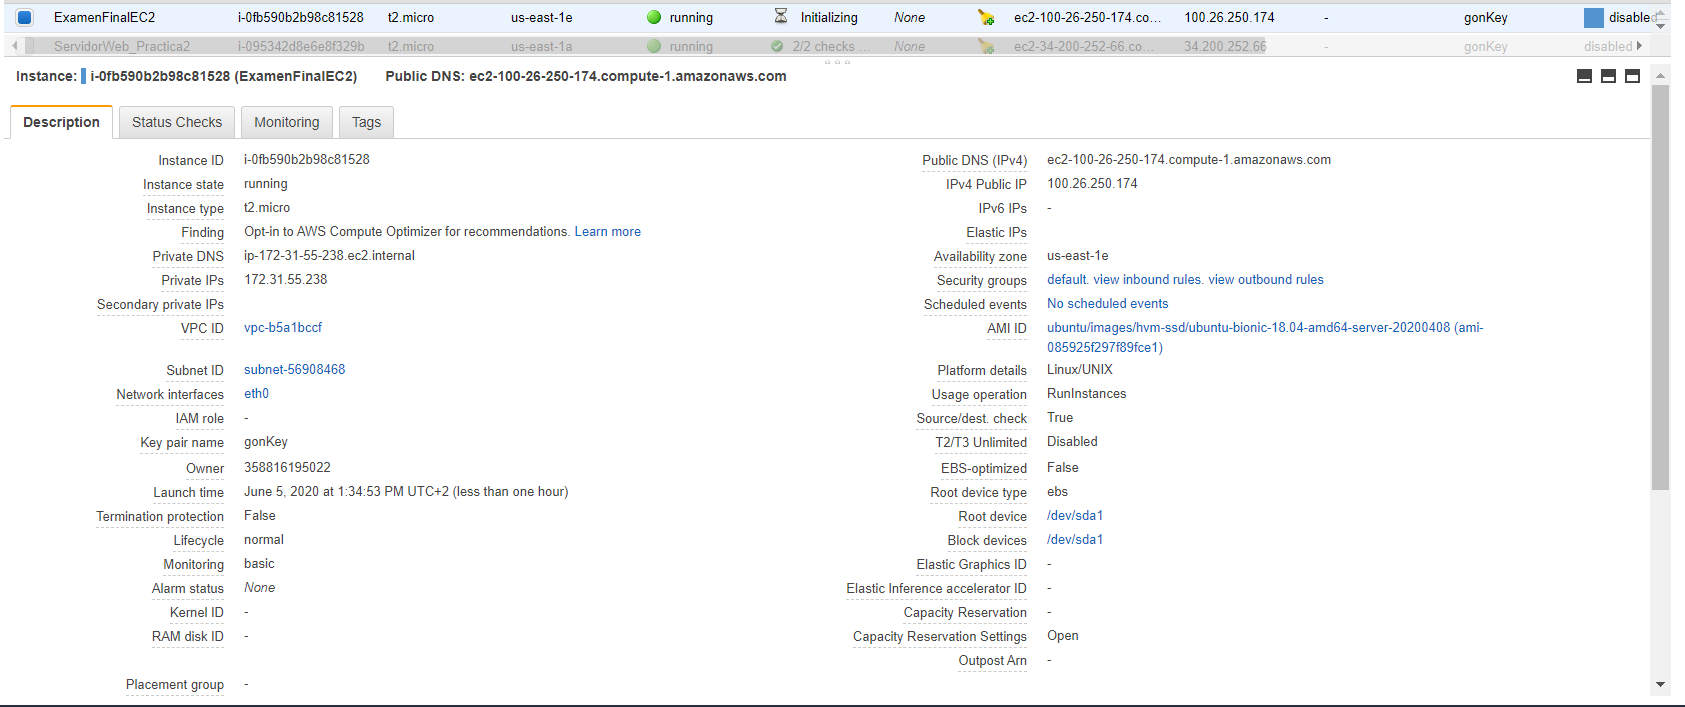 ExamenFinalEC2 i-0fb590b2b98c81528 t2.micro us-east-1e running Initializing None ec2-100-26-250-174.co... 100.26.250.174 - gonKey disabled
ServidorWeb_Practica2 i-095342d8e6e8f329b t2.micro us-east-1a running 2/2 checks ... None ec2-34-200-252-66.co... 34.200.252.66 - gonKey disabled
Instance: i-0fb590b2b98c81528 (ExamenFinalEC2) Public DNS: ec2-100-26-250-174.compute-1.amazonaws.com
Description Status Checks Monitoring Tags
Instance ID i-0fb590b2b98c81528 Public DNS (IPv4) ec2-100-26-250-174.compute-1.amazonaws.com
Instance state running IPv4 Public IP 100.26.250.174
Instance type t2.micro IPv6 IPs -
Finding Opt-in to AWS Compute Optimizer for recommendations. Learn more Elastic IPs
Private DNS ip-172-31-55-238.ec2.internal Availability zone us-east-1e
Private IPs 172.31.55.238 Security groups default. view inbound rules. view outbound rules
Secondary private IPs Scheduled events No scheduled events
VPC ID vpc-b5a1bccf AMI ID ubuntu/images/hvm-ssd/ubuntu-bionic-18.04-amd64-server-20200408 (ami-
085925f297f89fce1)
Subnet ID subnet-56908468 Platform details Linux/UNIX
Network interfaces eth0 Usage operation RunInstances
IAM role - Source/dest. check True
Key pair name gonKey T2/T3 Unlimited Disabled
Owner 358816195022 EBS-optimized False
Launch time June 5, 2020 at 1:34:53 PM UTC+2 (less than one hour) Root device type ebs
Termination protection False Root device /dev/sda1
Lifecycle normal Block devices /dev/sda1
Monitoring basic Elastic Graphics ID -
Alarm status None Elastic Inference accelerator ID -
Kernel ID - Capacity Reservation -
RAM disk ID - Capacity Reservation Settings Open
Outpost Arn -
Placement group -